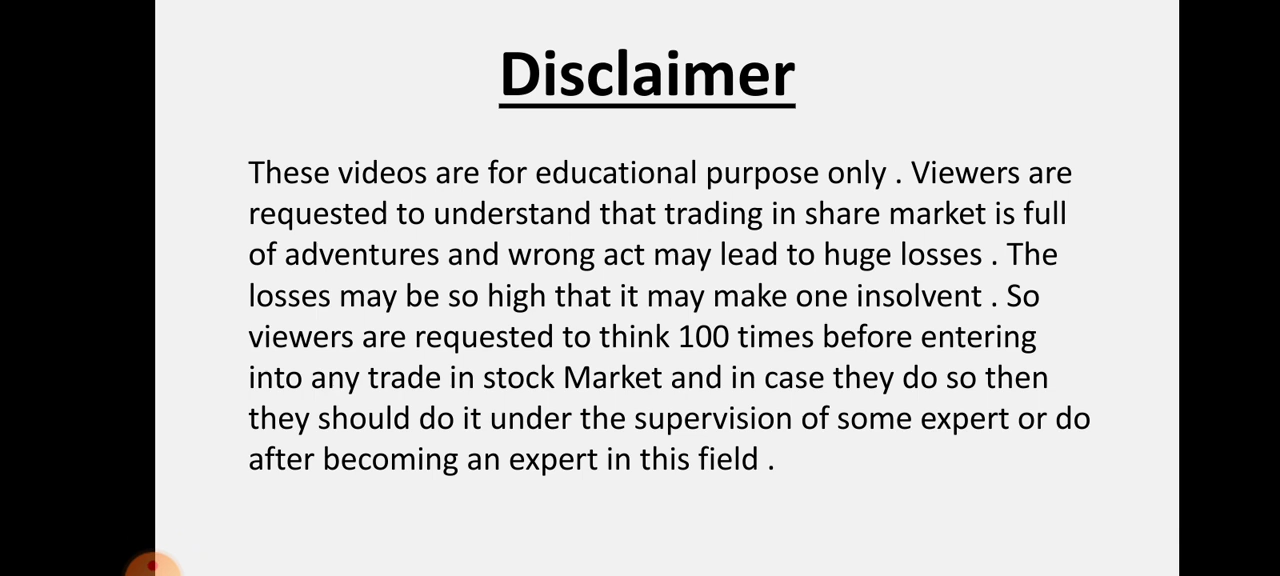 Disclaimer
These videos are for educational purpose only . Viewers are
requested to understand that trading in share market is full
of adventures and wrong act may lead to huge losses . The
losses may be so high that it may make one insolvent . So
viewers are requested to think 100 times before entering
into any trade in stock Market and in case they do so then
they should do it under the supervision of some expert or do
after becoming an expert in this field .